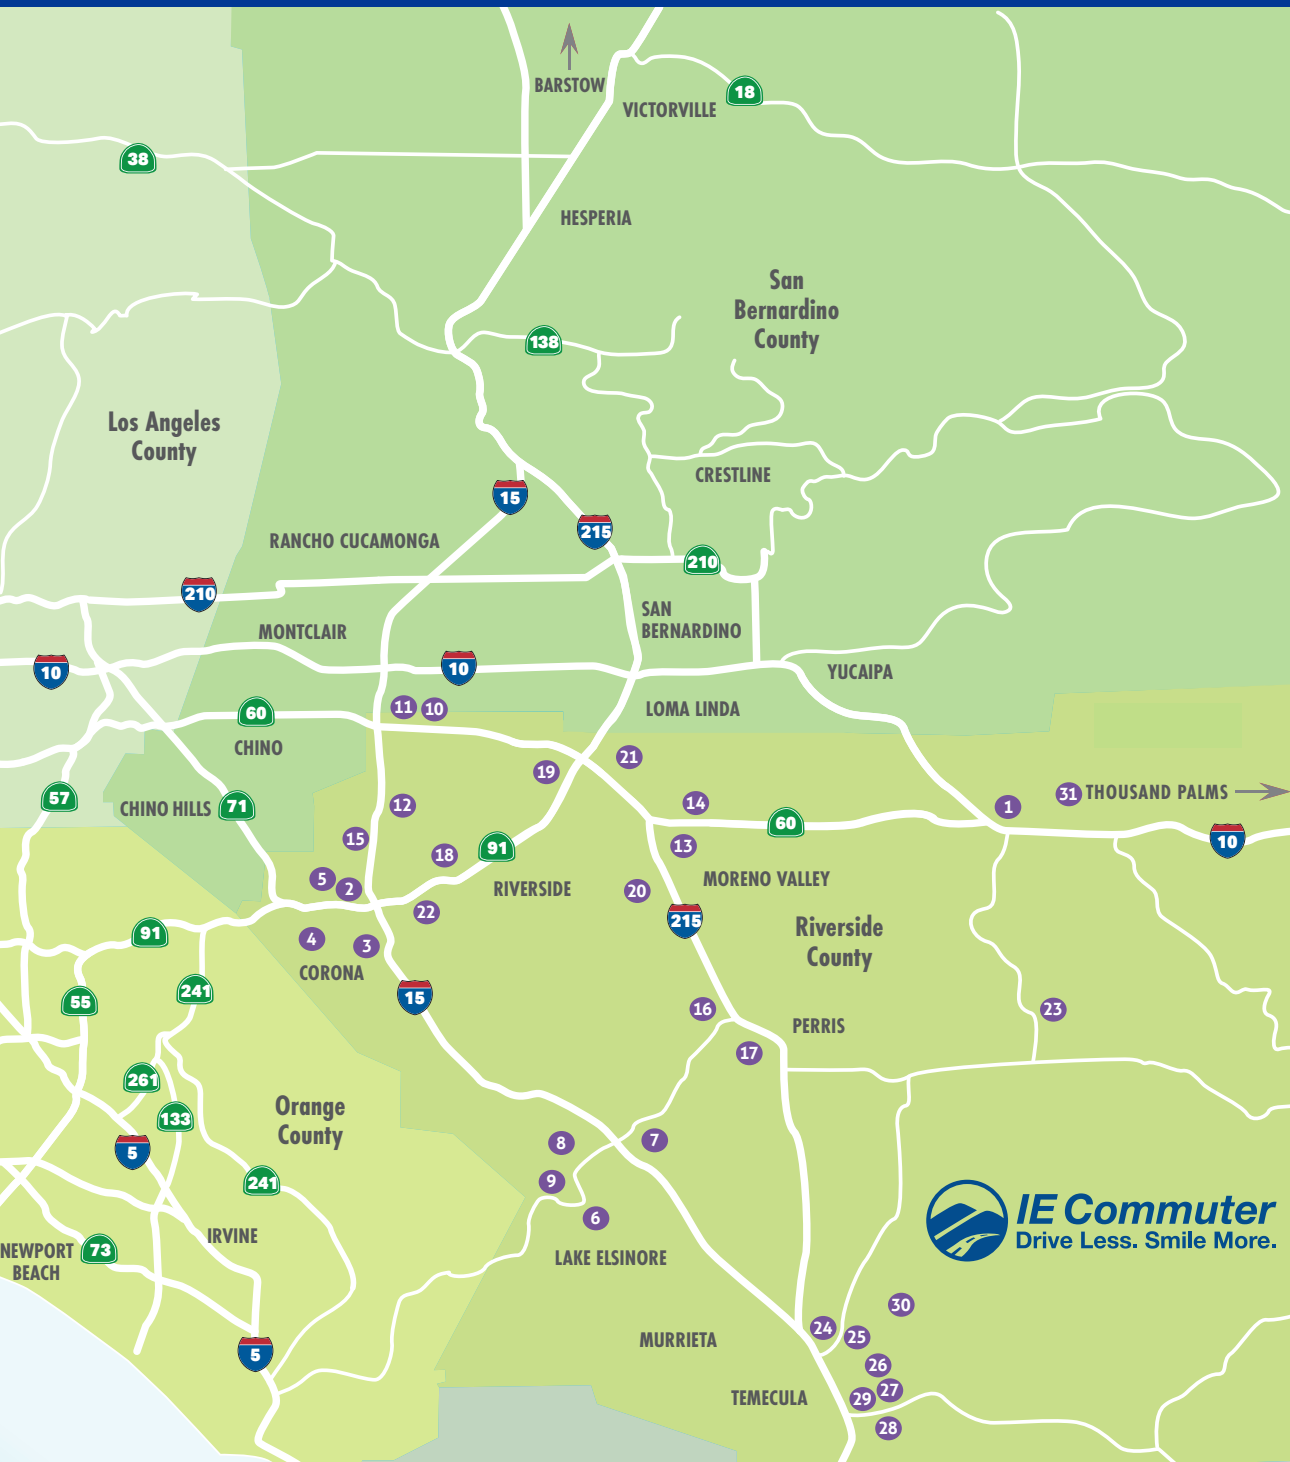 BARSTOW
VICTORVILLE
18
38
HESPERIA
San
Bernardino
County
138
Los Angeles
County
CRESTLINE
15
215
RANCHO CUCAMONGA
210
210
SAN
BERNARDINO
MONTCLAIR
10
10
YUCAIPA
11
10
60
LOMA LINDA
CHINO
21
19
57
CHINO HILLS
71
12
14
1
31
THOUSAND PALMS
60
10
15
18
91
13
5
2
RIVERSIDE
20
MORENO VALLEY
22
215
Riverside
County
91
4
3
CORONA
241
55
15
16
23
PERRIS
17
261
133
Orange
County
5
8
7
241
9
6
IE Commuter
Drive Less. Smile More.
IRVINE
NEWPORT
BEACH
73
LAKE ELSINORE
30
24
25
MURRIETA
5
26
27
29
TEMECULA
28